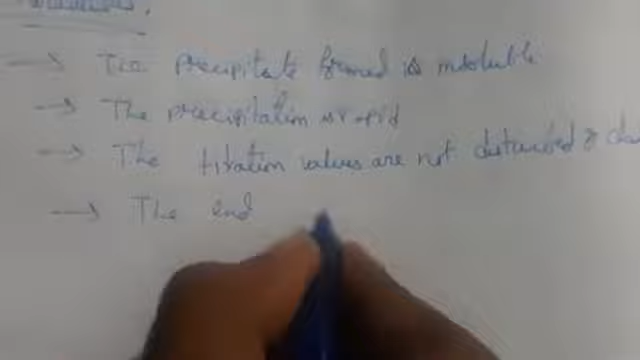 → The precipitate formed is insoluble
→ The precipitation is rapid
→ The titration values are not disturbed &
→ The end